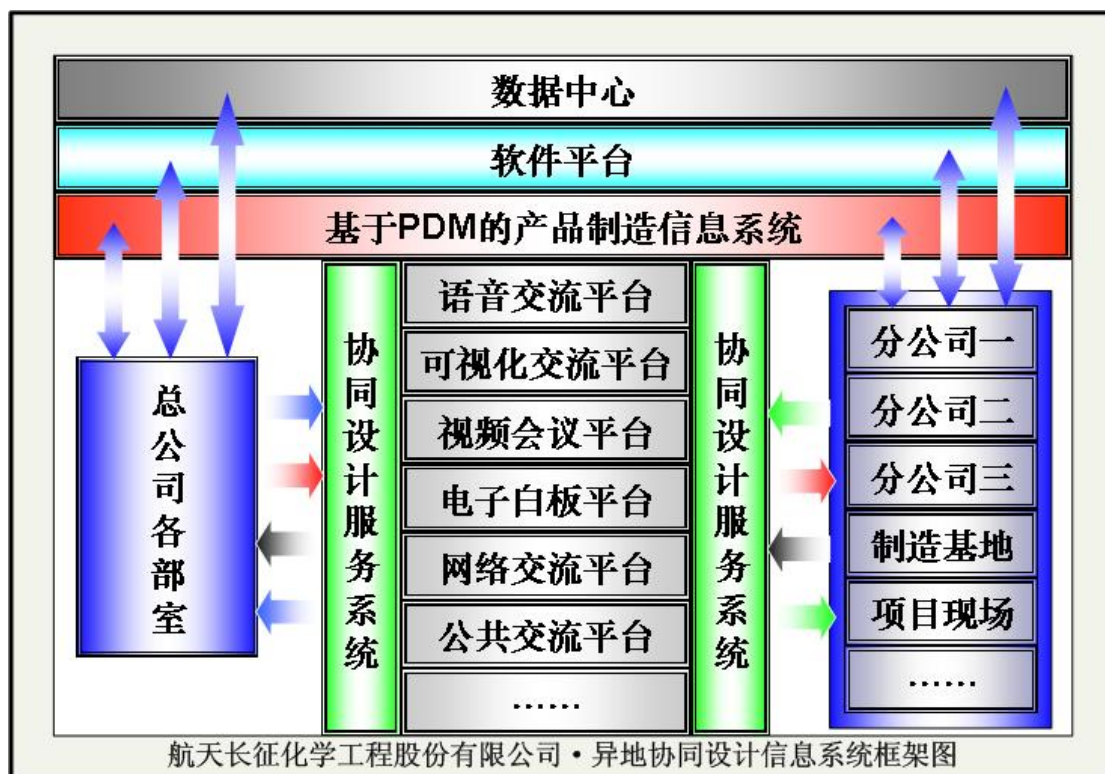 数据中心
软件平台
基于PDM的产品制造信息系统
总公司各部室
协同设计服务系统
语音交流平台
可视化交流平台
视频会议平台
电子白板平台
网络交流平台
公共交流平台
……
协同设计服务系统
分公司一
分公司二
分公司三
制造基地
项目现场
……
航天长征化学工程股份有限公司·异地协同设计信息系统框架图